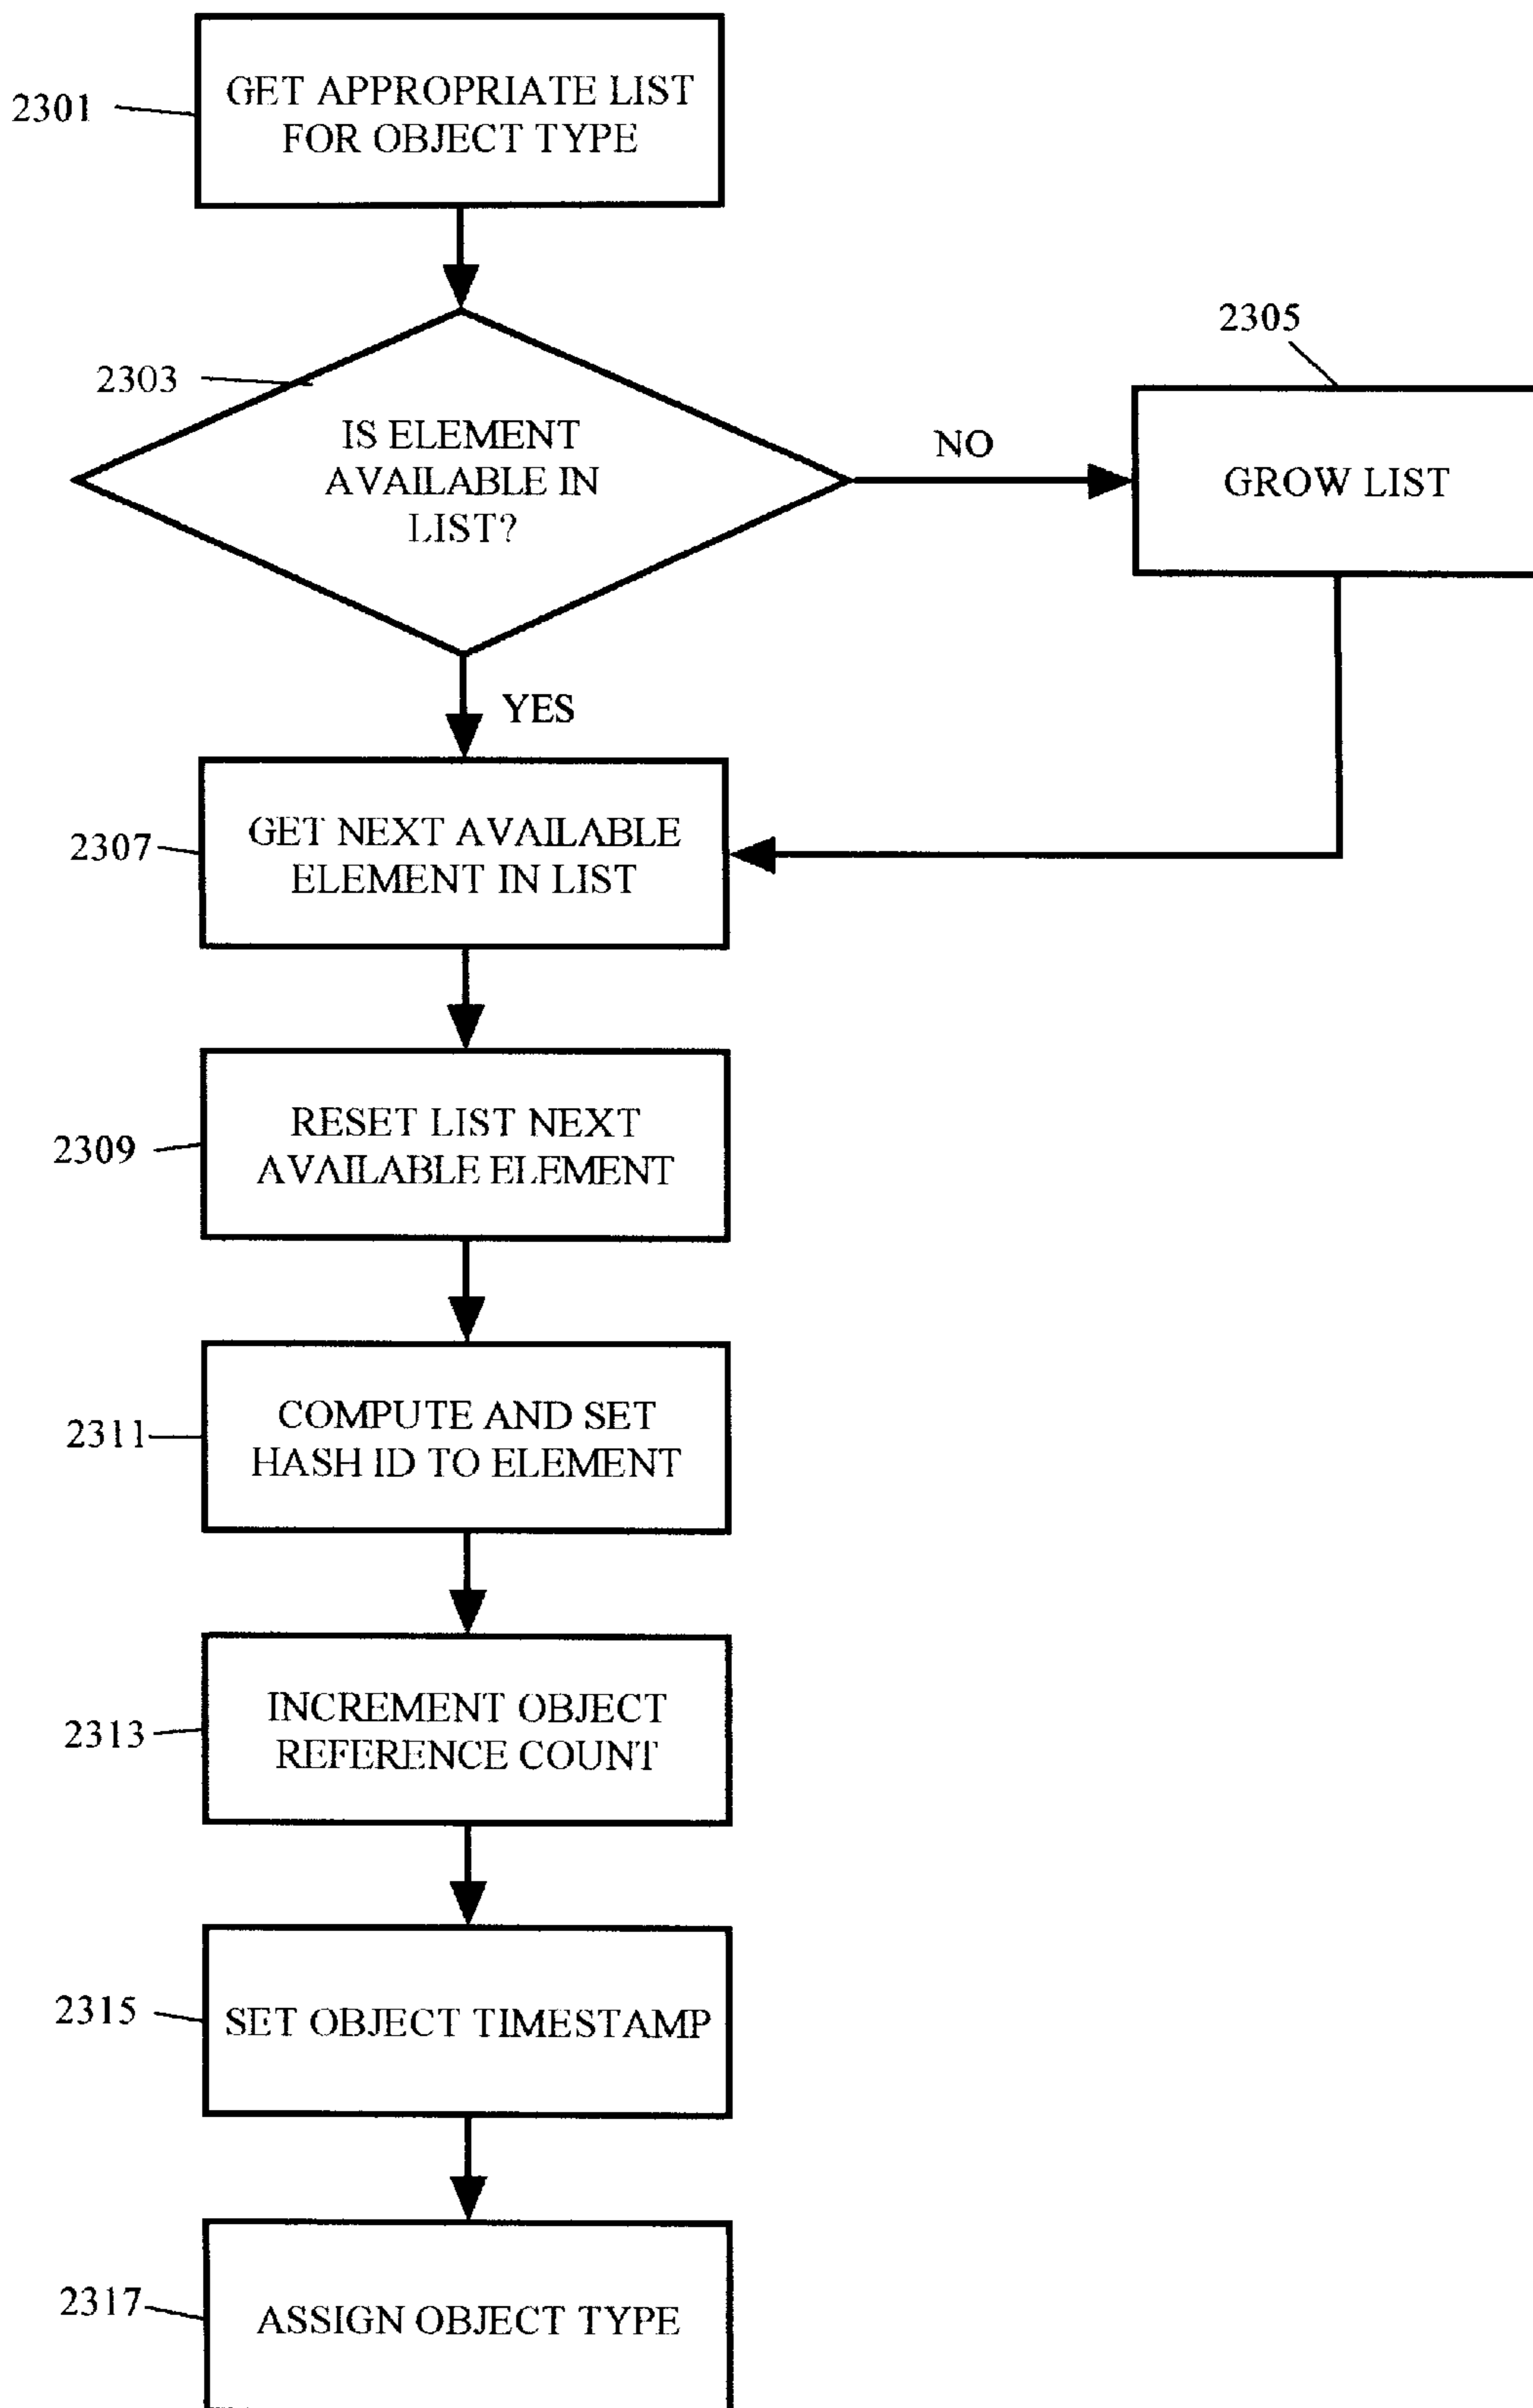 2301
GET APPROPRIATE LIST
FOR OBJECT TYPE
2303
IS ELEMENT
AVAILABLE IN
LIST?
NO
2305
GROW LIST
YES
2307
GET NEXT AVAILABLE
ELEMENT IN LIST
2309
RESET LIST NEXT
AVAILABLE ELEMENT
2311
COMPUTE AND SET
HASH ID TO ELEMENT
2313
INCREMENT OBJECT
REFERENCE COUNT
2315
SET OBJECT TIMESTAMP
2317
ASSIGN OBJECT TYPE